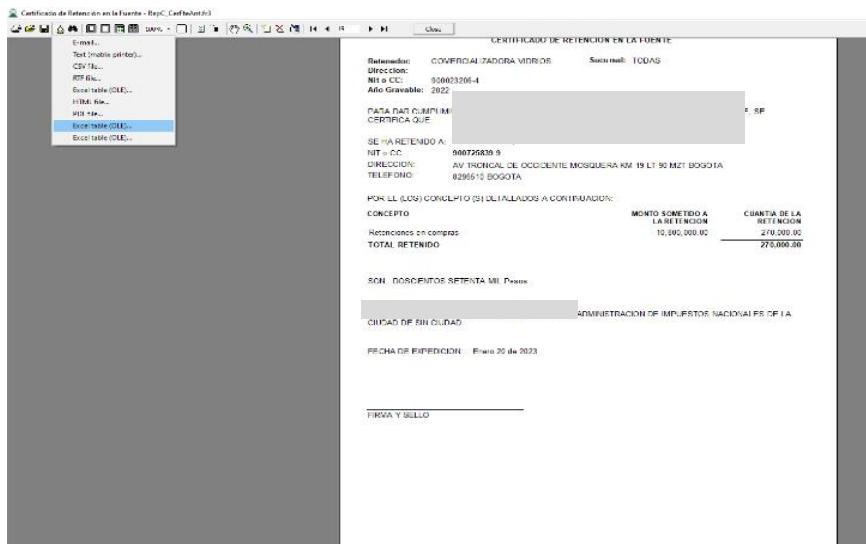 Certificado de Retención en la Fuente - RepC_CerFteAnt.fr3
100%
Close
E-mail...
Text (matrix printer)...
CSV file...
RTF file...
Excel table (OLE)...
HTML file...
PDF file...
Excel table (OLE)...
Excel table (OLE)...
CERTIFICADO DE RETENCION EN LA FUENTE
Retenedor: COMERCIALIZADORA VIDRIOS Sucursal: TODAS
Direccion:
Nit o CC: 900023206-4
Año Gravable: 2022
PARA DAR CUMPLIMI E, SE
CERTIFICA QUE
SE HA RETENIDO A:
NIT o CC 900725839 9
DIRECCION: AV TRONCAL DE OCCIDENTE MOSQUERA KM 19 LT 90 MZT BOGOTA
TELEFONO: BOGOTA
POR EL (LOS) CONCEPTO (S) DETALLADOS A CONTINUACION:
CONCEPTO MONTO SOMETIDO A LA RETENCION CUANTIA DE LA RETENCION
Retenciones en compras 10,800,000.00 270,000.00
TOTAL RETENIDO 270,000.00
SON : DOSCIENTOS SETENTA MIL Pesos
ADMINISTRACION DE IMPUESTOS NACIONALES DE LA
CIUDAD DE SIN CIUDAD
FECHA DE EXPEDICION: Enero 20 de 2023
FIRMA Y SELLO